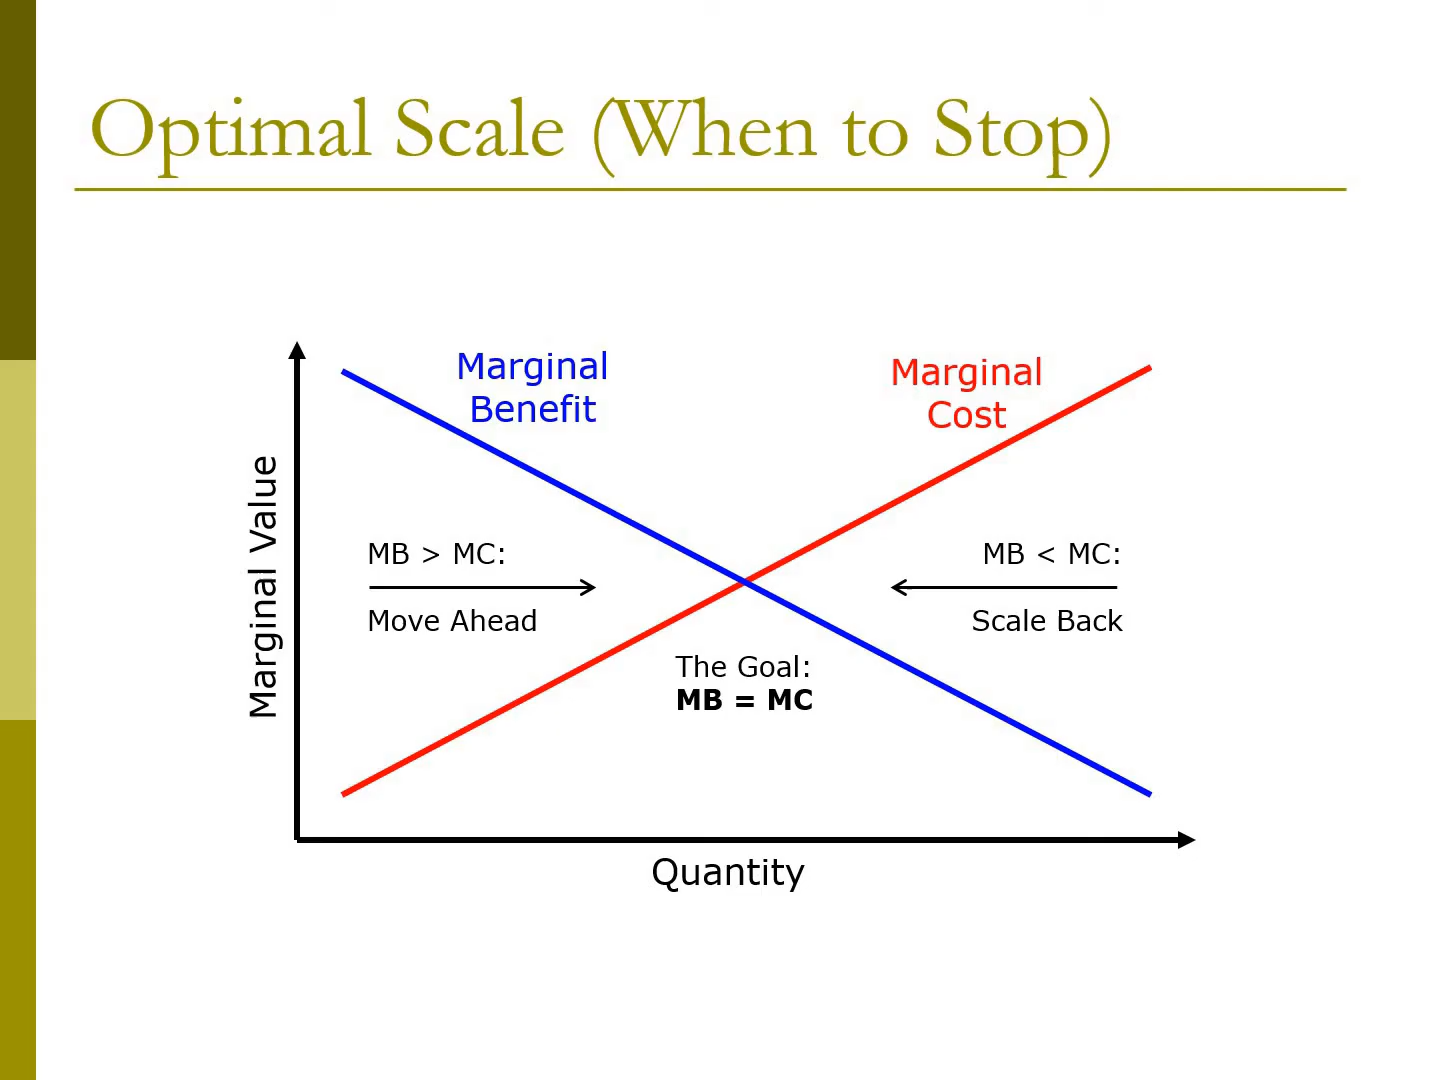 Optimal Scale (When to Stop)
Marginal
Benefit
Marginal
Cost
Marginal Value
MB > MC:
Move Ahead
MB < MC:
Scale Back
The Goal:
MB = MC
Quantity